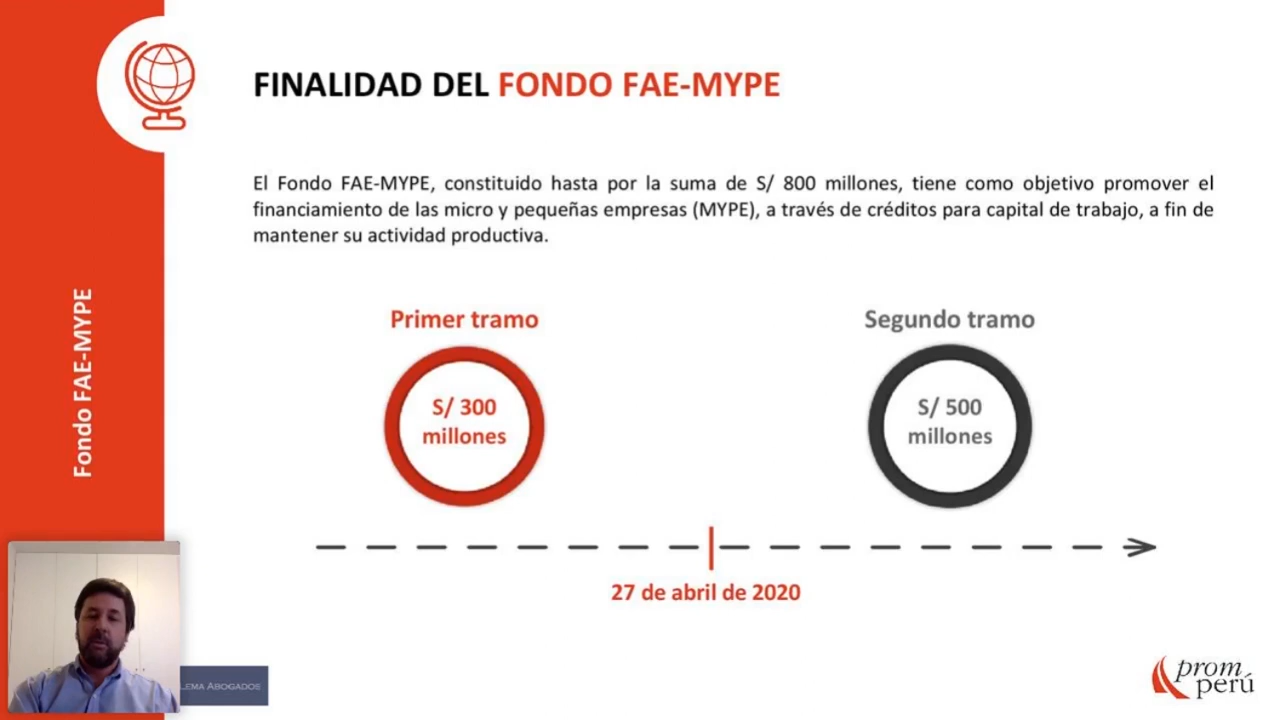 FINALIDAD DEL FONDO FAE-MYPE
El Fondo FAE-MYPE, constituido hasta por la suma de S/ 800 millones, tiene como objetivo promover el
financiamiento de las micro y pequeñas empresas (MYPE), a través de créditos para capital de trabajo, a fin de
mantener su actividad productiva.
Fondo FAE-MYPE
Primer tramo
Segundo tramo
S/ 300
millones
S/ 500
millones
27 de abril de 2020
ABOGADOS
prom
perú